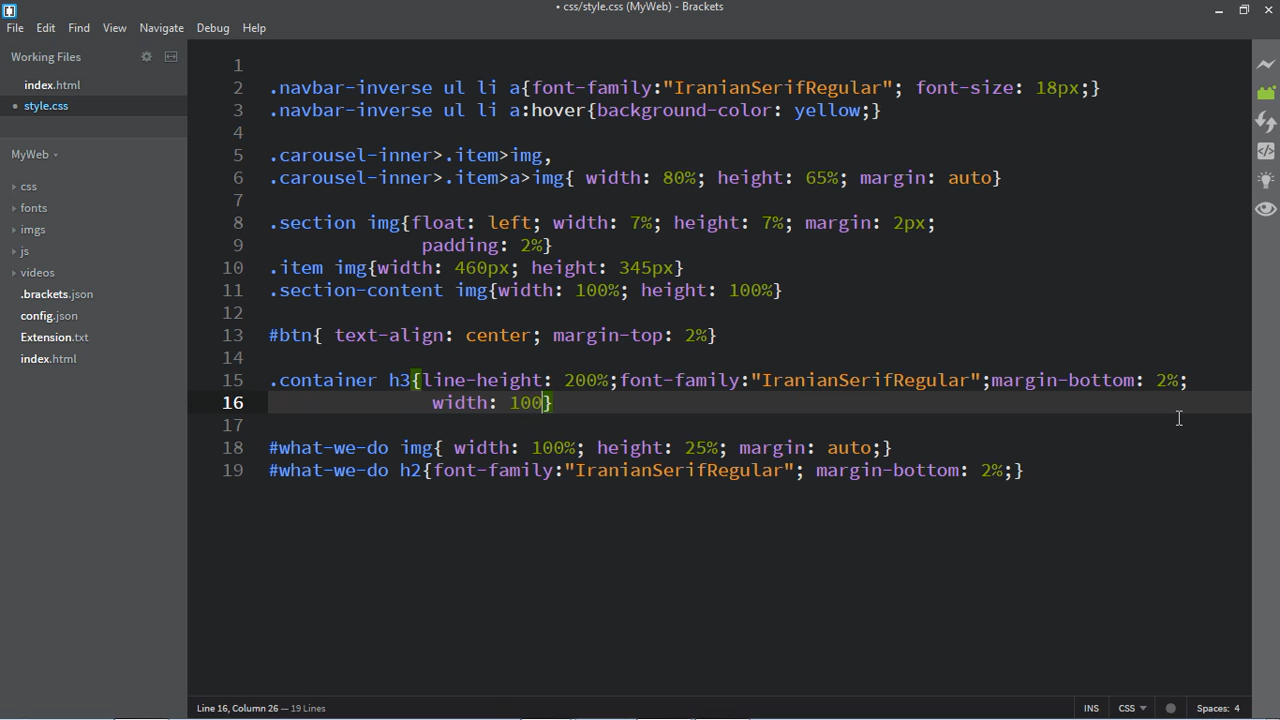 • css/style.css (MyWeb) - Brackets
File Edit Find View Navigate Debug Help
Working Files
index.html
• style.css
MyWeb
css
fonts
imgs
js
videos
.brackets.json
config.json
Extension.txt
index.html
1
2 .navbar-inverse ul li a{font-family:"IranianSerifRegular"; font-size: 18px;}
3 .navbar-inverse ul li a:hover{background-color: yellow;}
4
5 .carousel-inner>.item>img,
6 .carousel-inner>.item>a>img{ width: 80%; height: 65%; margin: auto}
7
8 .section img{float: left; width: 7%; height: 7%; margin: 2px;
9 padding: 2%}
10 .item img{width: 460px; height: 345px}
11 .section-content img{width: 100%; height: 100%}
12
13 #btn{ text-align: center; margin-top: 2%}
14
15 .container h3{line-height: 200%;font-family:"IranianSerifRegular";margin-bottom: 2%;
16 width: 100}
17
18 #what-we-do img{ width: 100%; height: 25%; margin: auto;}
19 #what-we-do h2{font-family:"IranianSerifRegular"; margin-bottom: 2%;}
Line 16, Column 26 — 19 Lines
INS CSS Spaces: 4